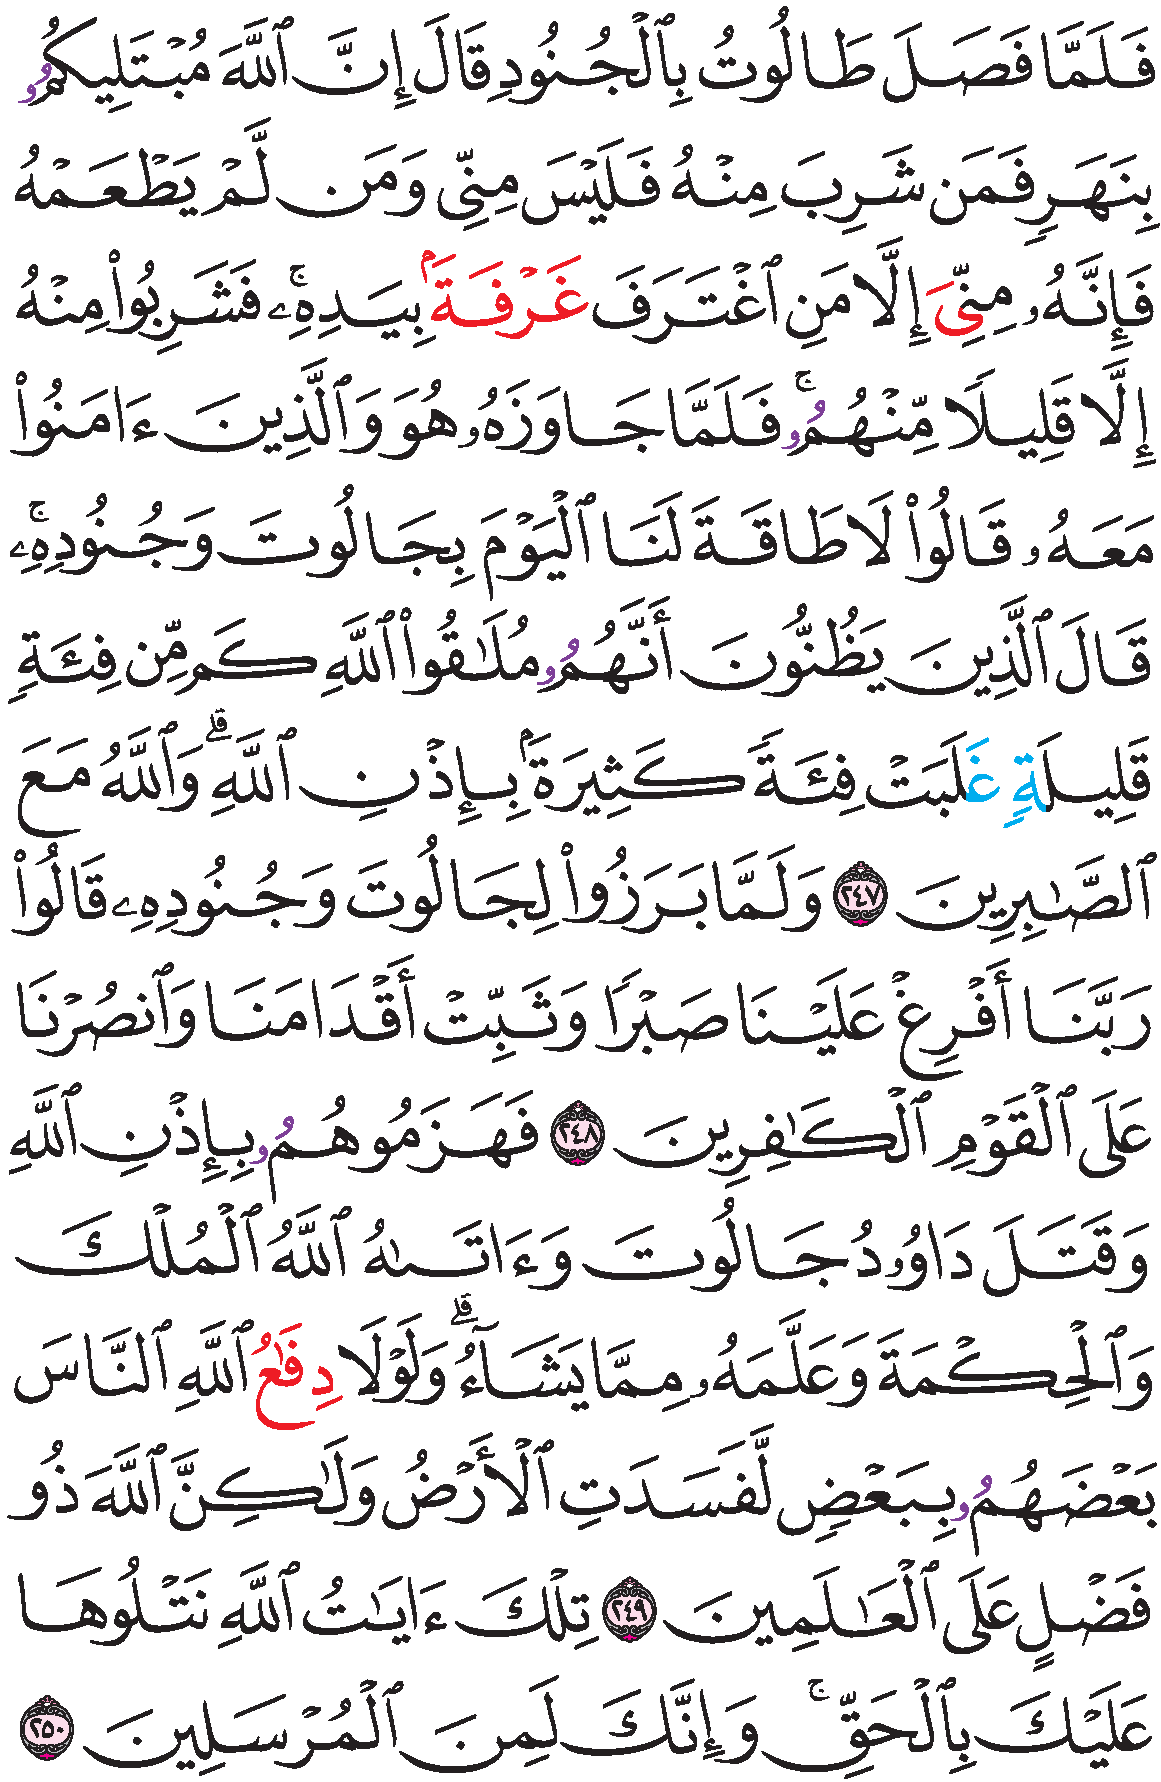 فَلَمَّا فَصَلَ طَالُوتُ بِالْجُنُودِ قَالَ إِنَّ ٱللَّهَ مُبْتَلِيكُمُۥ
بِنَهَرٍ فَمَن شَرِبَ مِنْهُ فَلَيْسَ مِنِّى وَمَن لَّمْ يَطْعَمْهُ
فَإِنَّهُۥ مِنِّىَ إِلَّا مَنِ ٱغْتَرَفَ غَرْفَةَۢ بِيَدِهِۦۚ فَشَرِبُوا۟ مِنْهُ
إِلَّا قَلِيلًا مِّنْهُمُۥۚ فَلَمَّا جَاوَزَهُۥ هُوَ وَٱلَّذِينَ ءَامَنُوا۟
مَعَهُۥ قَالُوا۟ لَا طَاقَةَ لَنَا ٱلْيَوْمَ بِجَالُوتَ وَجُنُودِهِۦۚ
قَالَ ٱلَّذِينَ يَظُنُّونَ أَنَّهُمُۥ مُلَٰقُوا۟ ٱللَّهِ كَم مِّن فِئَةٍ
قَلِيلَةٍ غَلَبَتْ فِئَةً كَثِيرَةَۢ بِإِذْنِ ٱللَّهِۗ وَٱللَّهُ مَعَ
ٱلصَّٰبِرِينَ ٢٤٧ وَلَمَّا بَرَزُوا۟ لِجَالُوتَ وَجُنُودِهِۦ قَالُوا۟
رَبَّنَا أَفْرِغْ عَلَيْنَا صَبْرًا وَثَبِّتْ أَقْدَامَنَا وَٱنصُرْنَا
عَلَى ٱلْقَوْمِ ٱلْكَٰفِرِينَ ٢٤٨ فَهَزَمُوهُمُۥ بِإِذْنِ ٱللَّهِ
وَقَتَلَ دَاوُۥدُ جَالُوتَ وَءَاتَىٰهُ ٱللَّهُ ٱلْمُلْكَ
وَٱلْحِكْمَةَ وَعَلَّمَهُۥ مِمَّا يَشَآءُۗ وَلَوْلَا دِفَٰعُ ٱللَّهِ ٱلنَّاسَ
بَعْضَهُمُۥ بِبَعْضٍ لَّفَسَدَتِ ٱلْأَرْضُ وَلَٰكِنَّ ٱللَّهَ ذُو
فَضْلٍ عَلَى ٱلْعَٰلَمِينَ ٢٤٩ تِلْكَ ءَايَٰتُ ٱللَّهِ نَتْلُوهَا
عَلَيْكَ بِٱلْحَقِّۚ وَإِنَّكَ لَمِنَ ٱلْمُرْسَلِينَ ٢٥٠